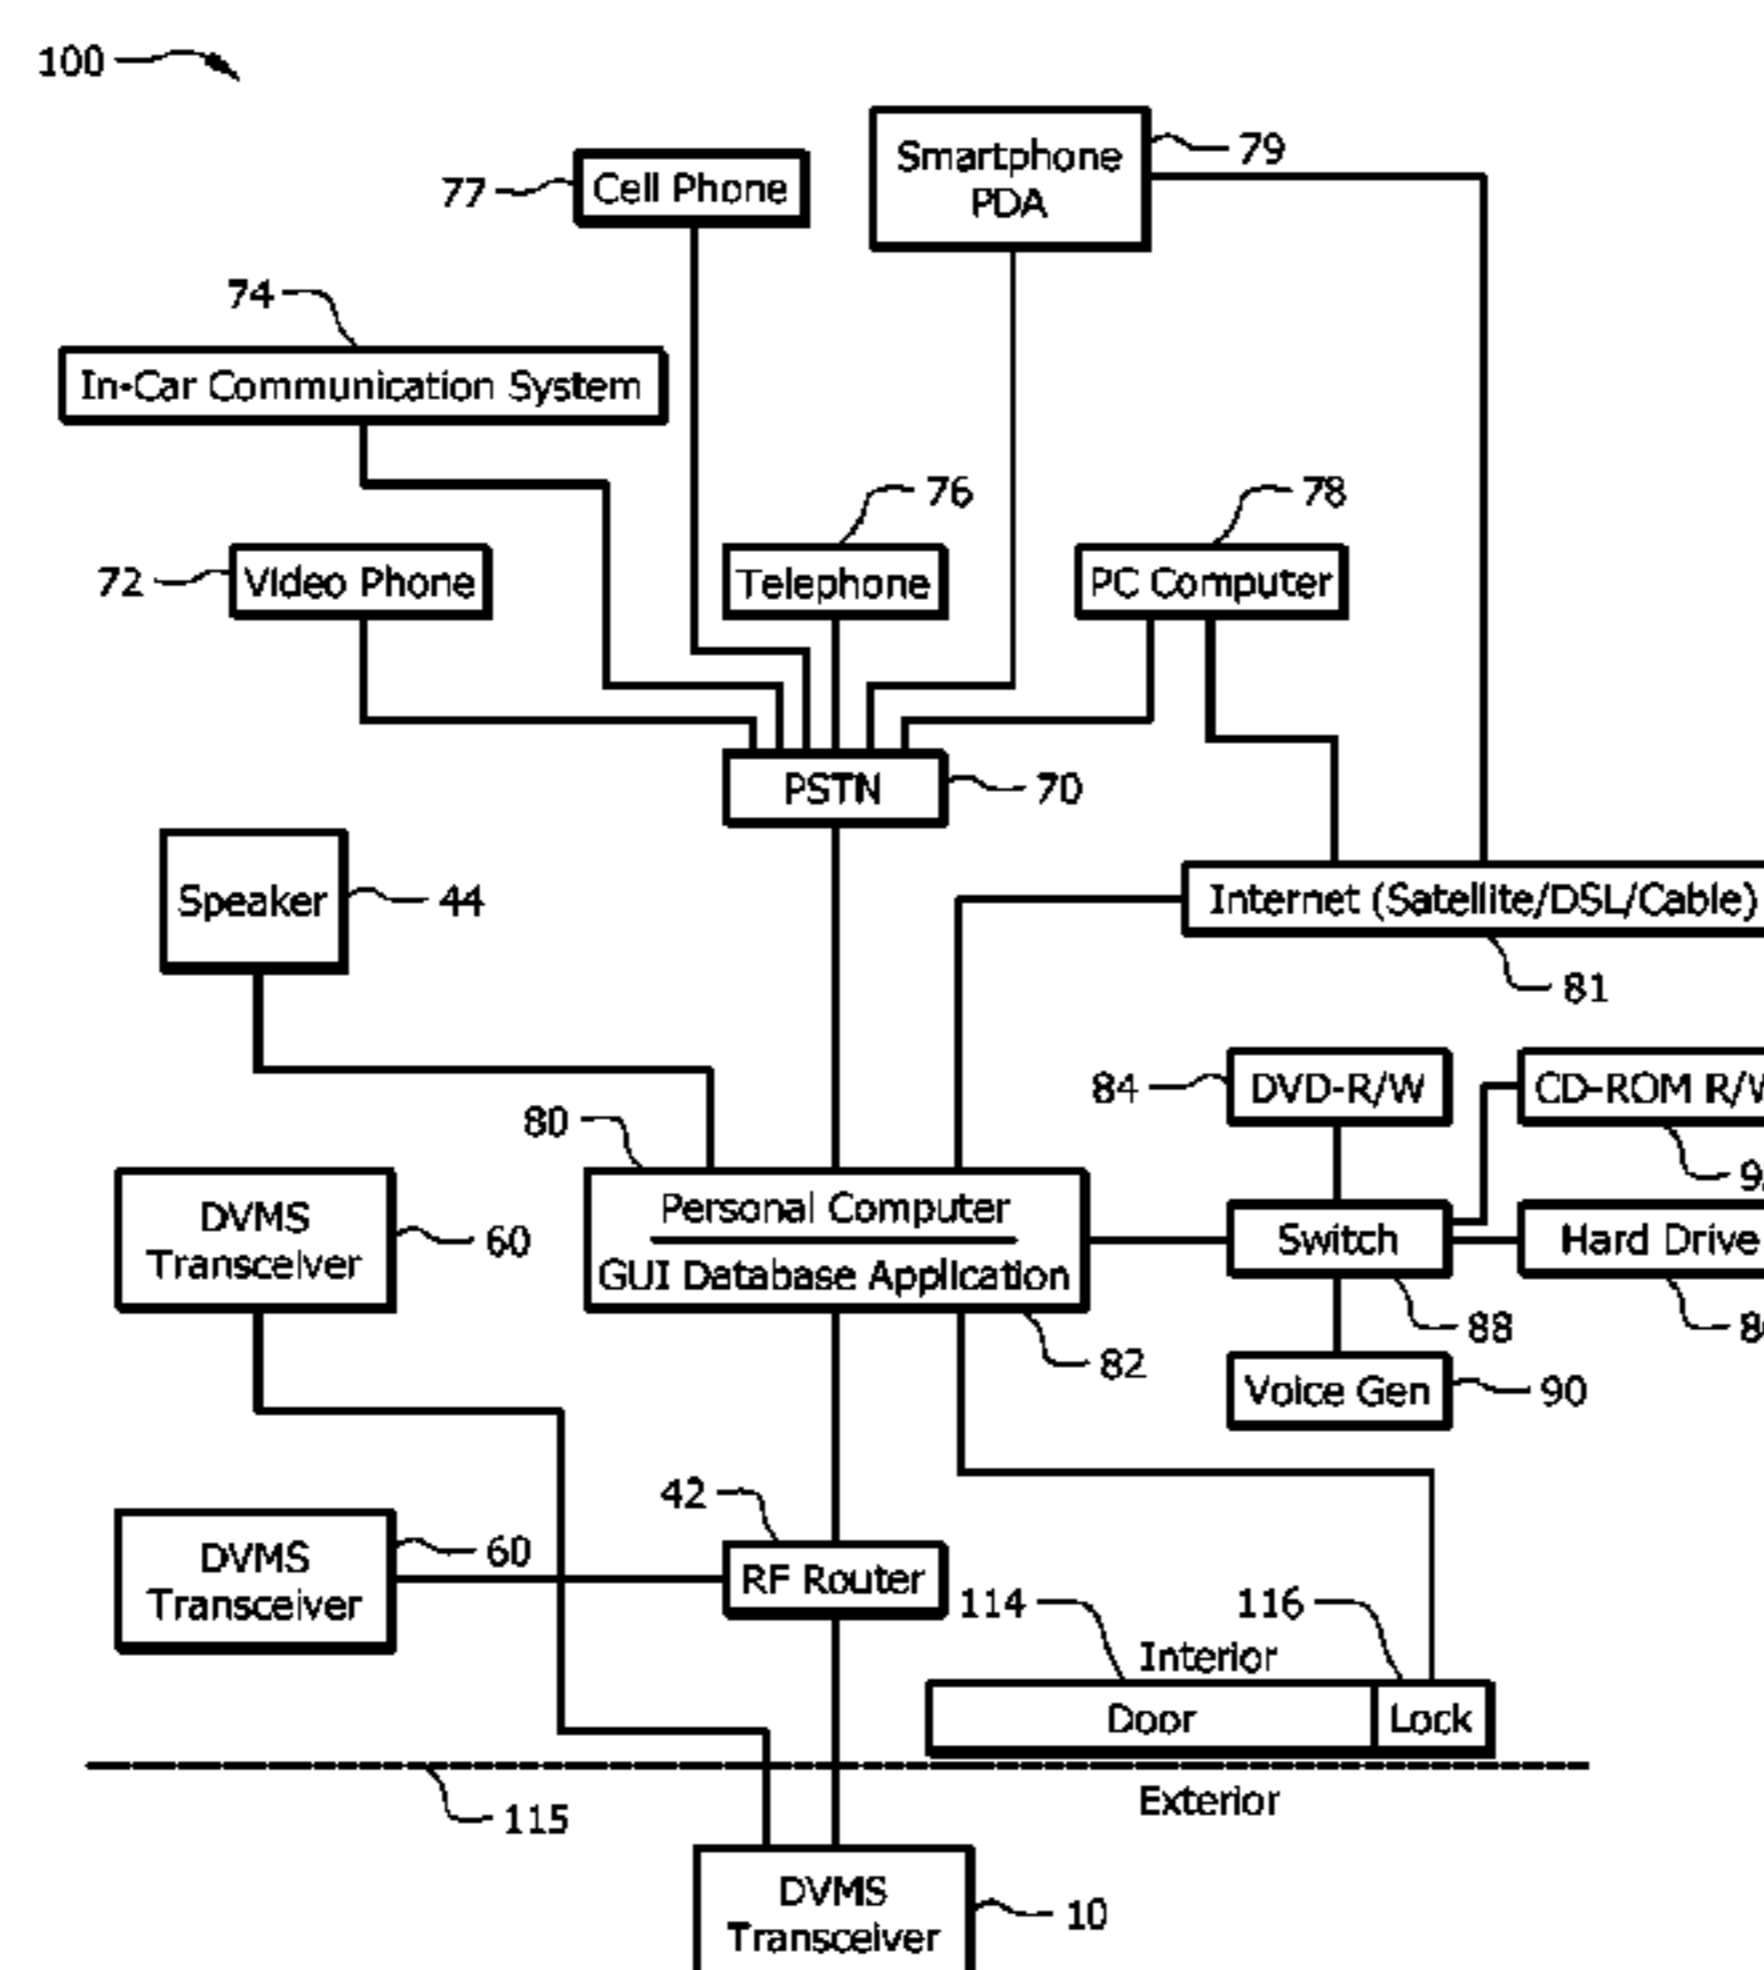 100
77
Cell Phone
Smartphone
PDA
79
74
In-Car Communication System
76
78
72
Video Phone
Telephone
PC Computer
PSTN
70
Speaker
44
Internet (Satellite/DSL/Cable)
81
84
DVD-R/W
CD-ROM R/W
80
DVMS
Transceiver
60
Personal Computer
GUI Database Application
Switch
Hard Drive
88
82
Voice Gen
90
42
DVMS
Transceiver
60
RF Router
114
116
Interior
Door
Lock
Exterior
115
DVMS
Transceiver
10